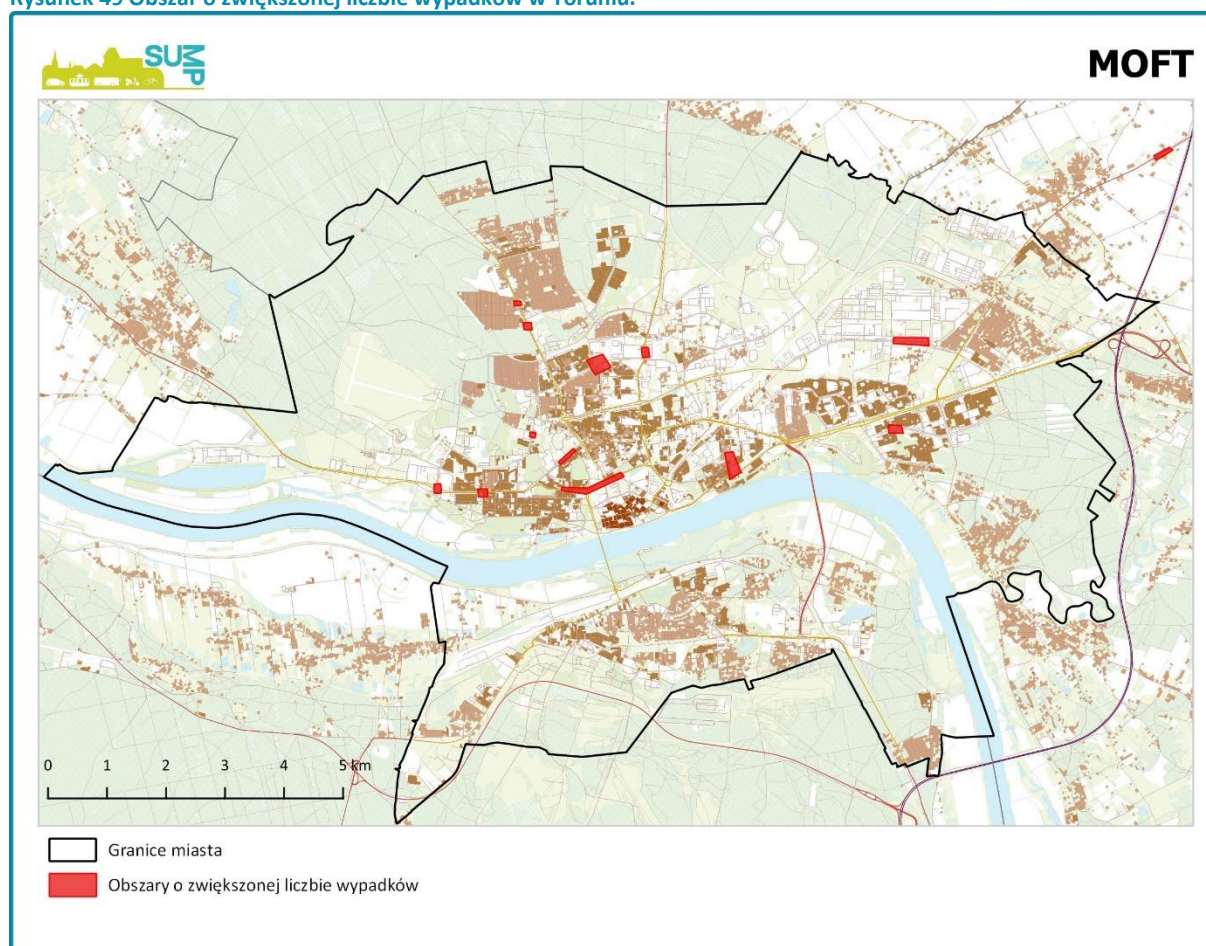 Rysunek 49 Obszar o zwiększonej liczbie wypadków w Toruniu.
SUMP
MOFT
0 1 2 3 4 5 km
Granice miasta
Obszary o zwiększonej liczbie wypadków